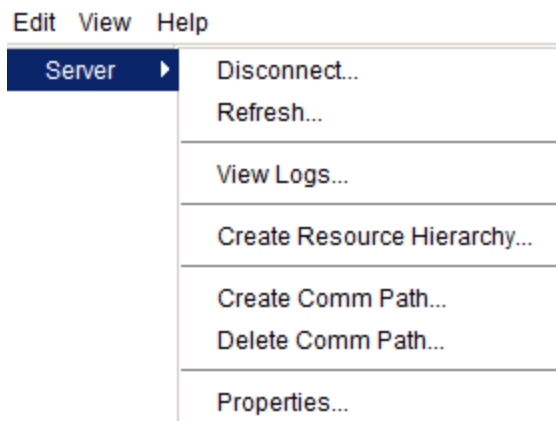 Edit View Help
Server Disconnect...
Refresh...
View Logs...
Create Resource Hierarchy...
Create Comm Path...
Delete Comm Path...
Properties...